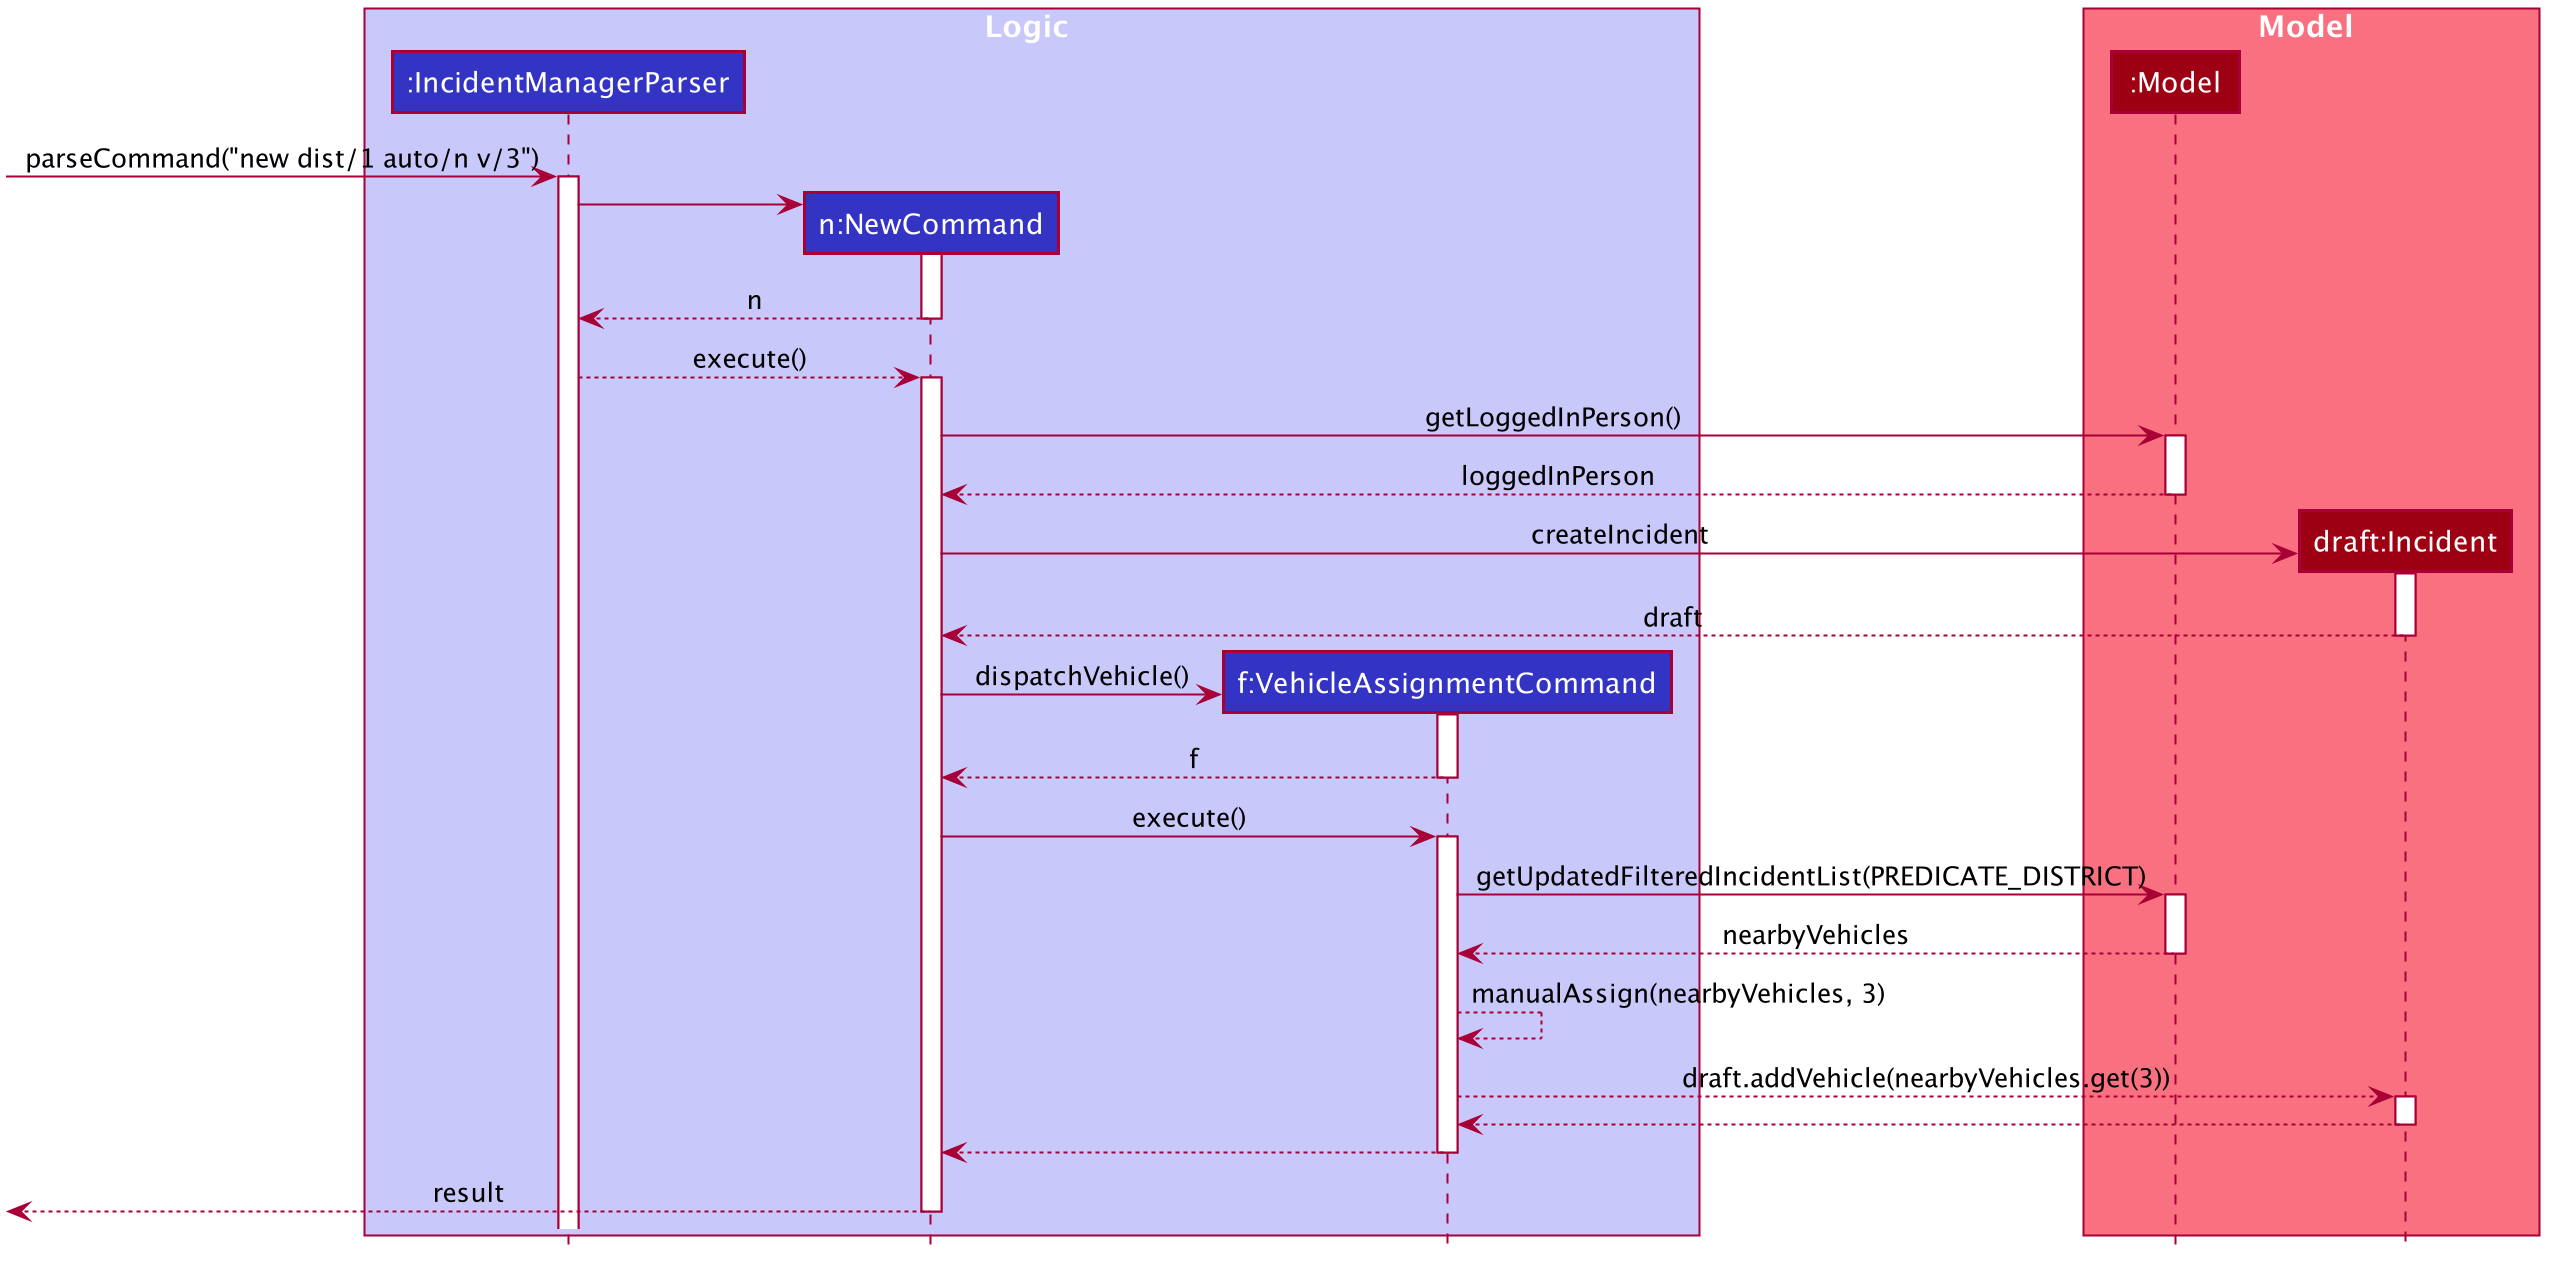 Logic
Model
:IncidentManagerParser
:Model
parseCommand("new dist/1 auto/n v/3")
n:NewCommand
n
execute()
getLoggedInPerson()
loggedInPerson
createIncident
draft:Incident
draft
dispatchVehicle()
f:VehicleAssignmentCommand
f
execute()
getUpdatedFilteredIncidentList(PREDICATE_DISTRICT)
nearbyVehicles
manualAssign(nearbyVehicles, 3)
draft.addVehicle(nearbyVehicles.get(3))
result